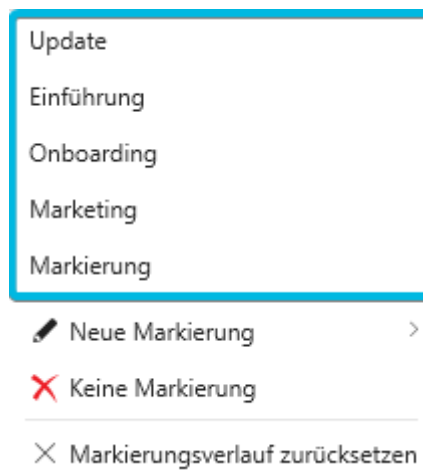 Update
Einführung
Onboarding
Marketing
Markierung
Neue Markierung
Keine Markierung
Markierungsverlauf zurücksetzen